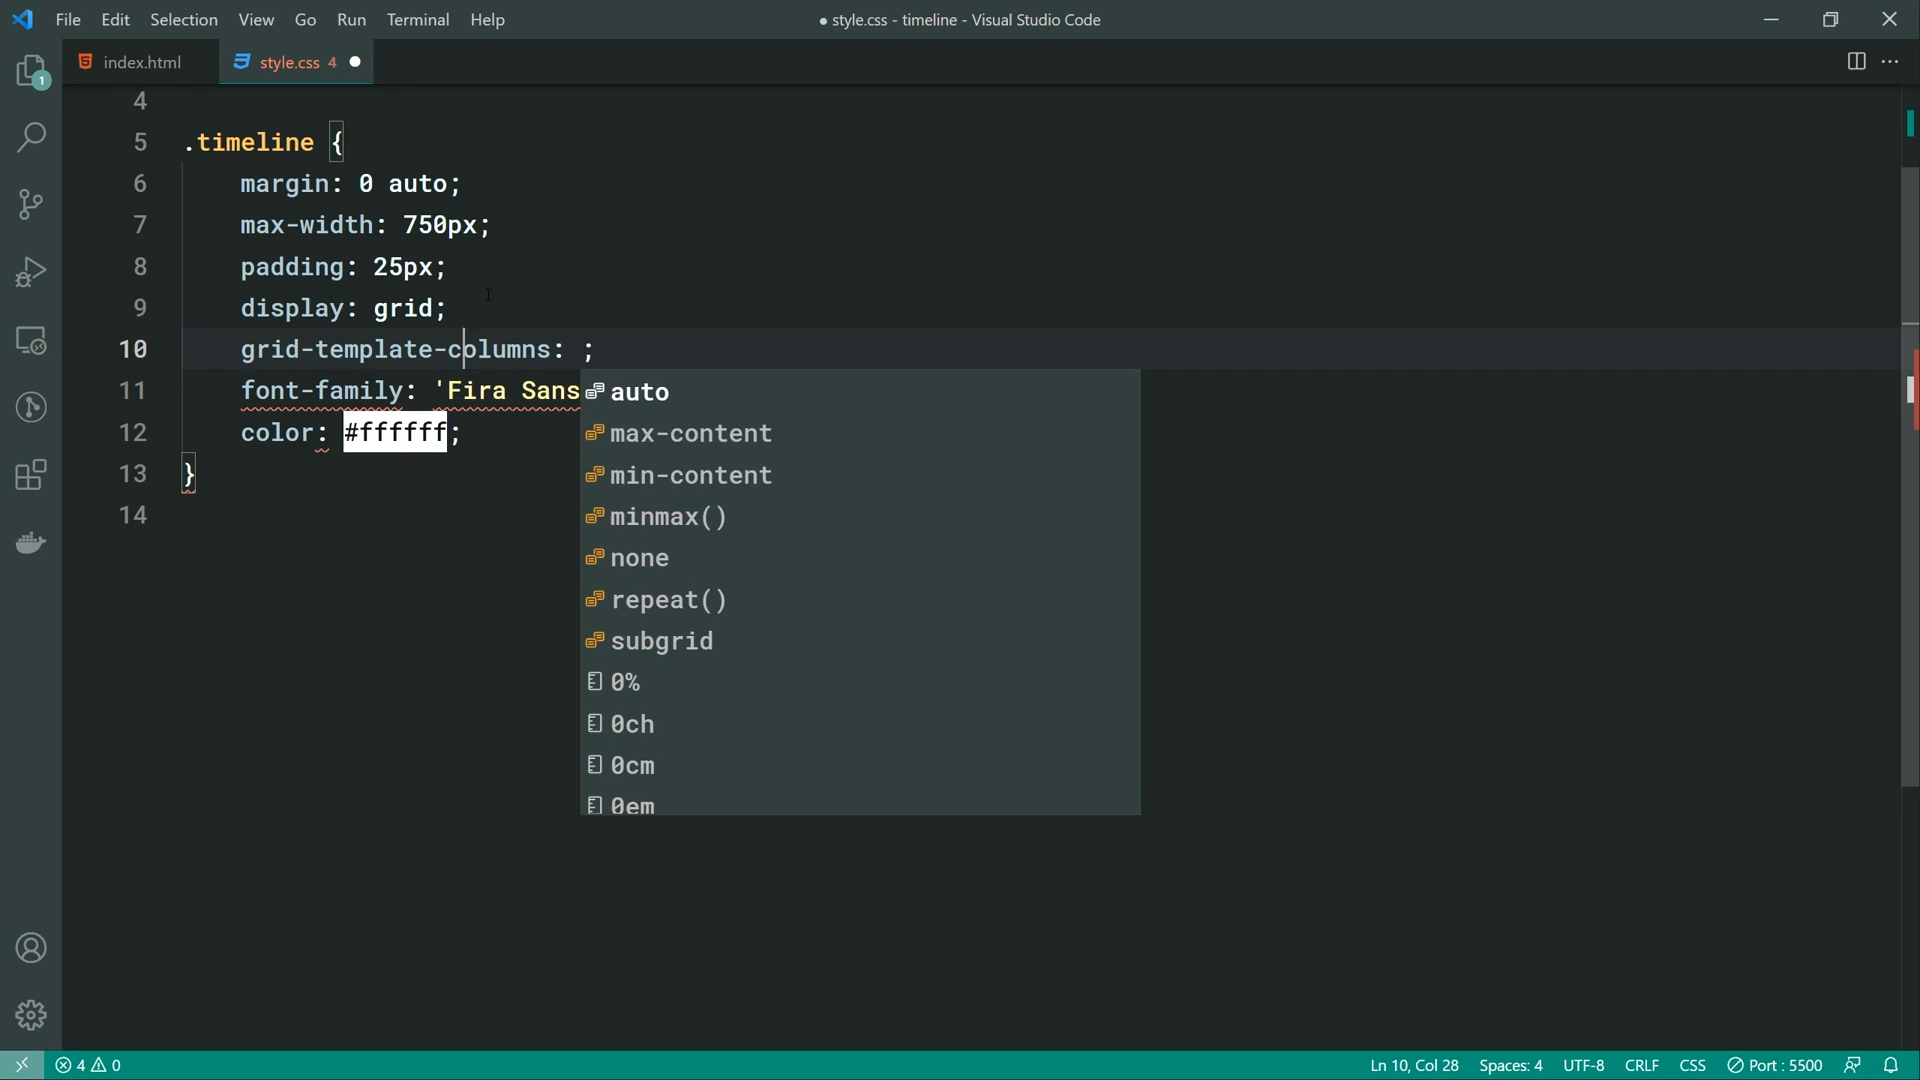 File Edit Selection View Go Run Terminal Help
● style.css - timeline - Visual Studio Code
index.html
style.css 4 ●
1
4
5 .timeline {
6 margin: 0 auto;
7 max-width: 750px;
8 padding: 25px;
9 display: grid;
10 grid-template-columns: ;
11 font-family: 'Fira Sans
12 color: #ffffff;
13 }
14
auto
max-content
min-content
minmax()
none
repeat()
subgrid
0%
0ch
0cm
0em
4 0
Ln 10, Col 28 Spaces: 4 UTF-8 CRLF CSS Port : 5500